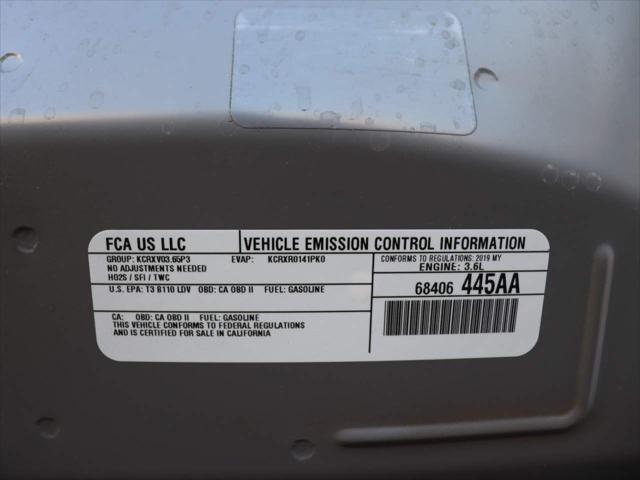 FCA US LLC
VEHICLE EMISSION CONTROL INFORMATION
GROUP: KCRXV03.65P3 EVAP: KCRXR0141PK0
NO ADJUSTMENTS NEEDED
HO2S / SFI / TWC
CONFORMS TO REGULATIONS: 2019 MY
ENGINE: 3.6L
U.S. EPA: T3 B110 LDV OBD: CA OBD II FUEL: GASOLINE
68406 445AA
CA: OBD: CA OBD II FUEL: GASOLINE
THIS VEHICLE CONFORMS TO FEDERAL REGULATIONS
AND IS CERTIFIED FOR SALE IN CALIFORNIA